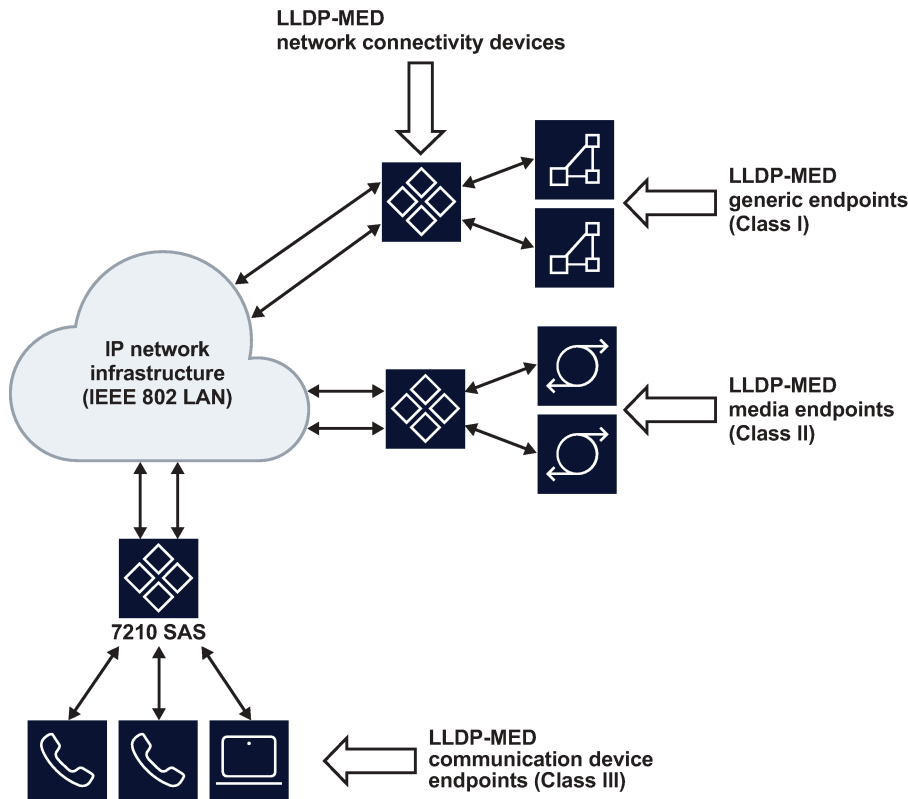 LLDP-MED
network connectivity devices
LLDP-MED
generic endpoints
(Class I)
IP network
infrastructure
(IEEE 802 LAN)
LLDP-MED
media endpoints
(Class II)
7210 SAS
LLDP-MED
communication device
endpoints (Class III)